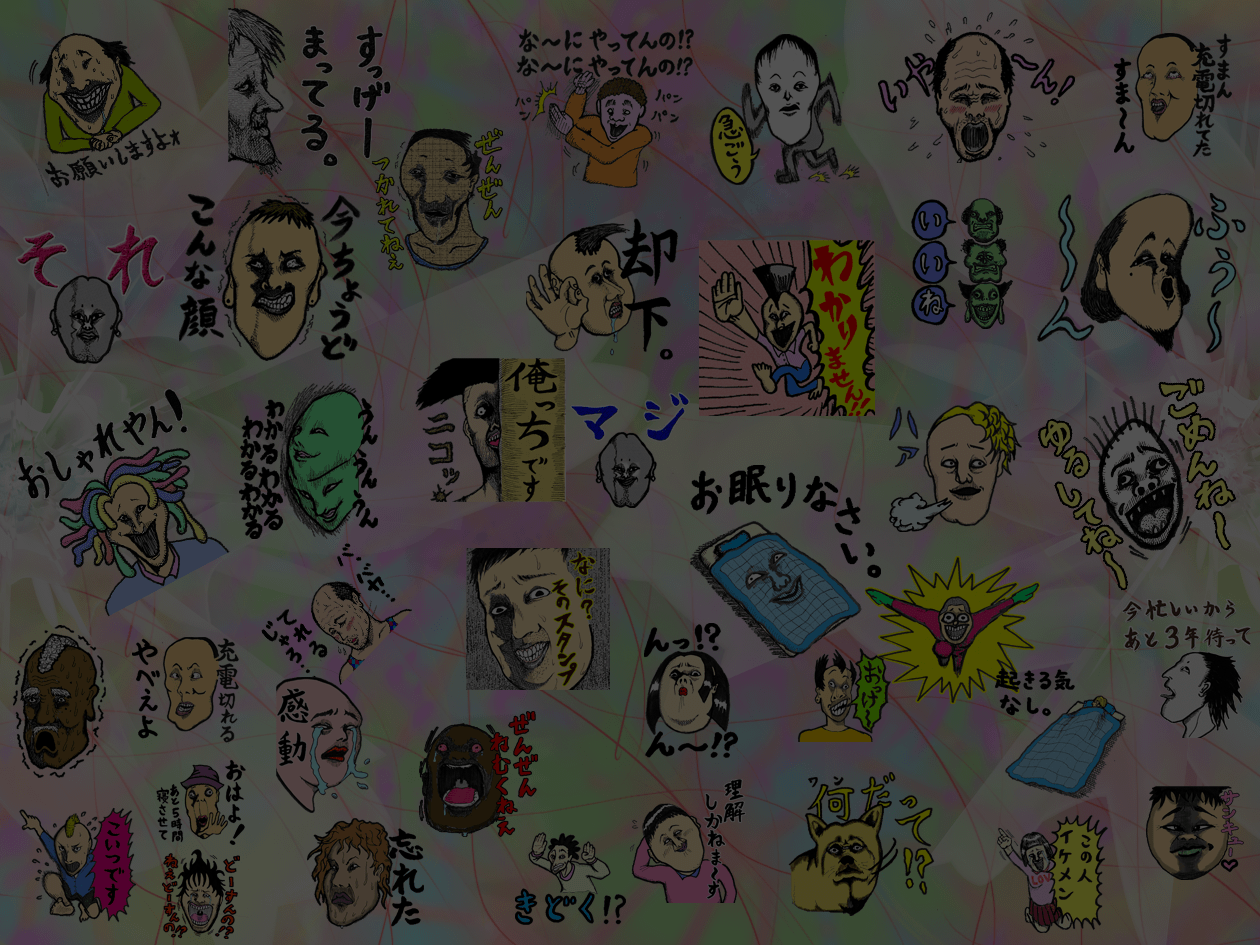 お願いしますよォ
すっげー
まってる。
な〜にやってんの!?
な〜にやってんの!?
パン
パン
パン
パン
急ごう
いや〜ん!
すまん
充電切れてた
すま〜ん
ぜんぜん
つかれてねぇ
それ
今ちょうど
こんな顔
却下。
わかりません!!
いいね
ふぅ〜
〜ん
おしゃれやん!
うんうんうん
わかるわかる
わかるわかる
俺っちです
ニコッ
マジ
お眠りなさい。
ハァ
ごめんねー
ゆるしてね〜
てれる
じゃろ・・
なに?
そのスタンプ
んっ!?
ん〜!?
おっけー
起きる気
なし。
今忙しいから
あと3年待って
充電切れる
やべぇよ
感動
ぜんぜん
ねむくねぇ
おはよ!
あと5時間
寝させて
こいつです
どーすんの!?
ねぇどーすんの!?
忘れた
きどく!?
理解
しかねま〜す
何だって!?
ワン
この人
イケメン
サンキュー♥